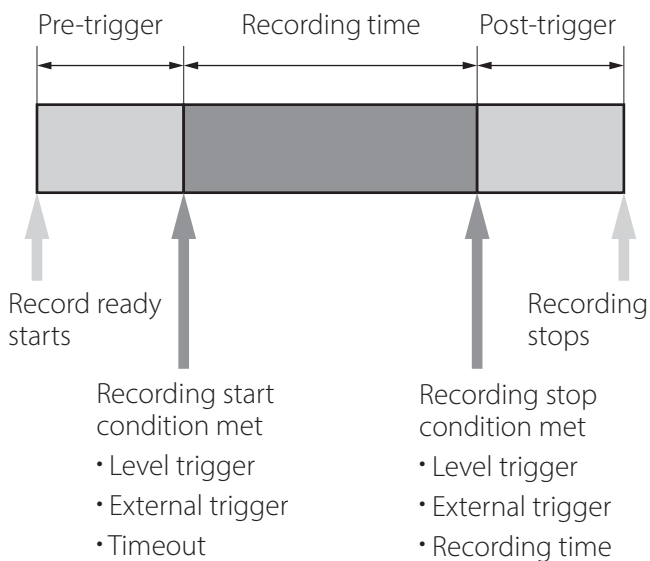 Pre-trigger
Recording time
Post-trigger
Record ready
starts
Recording
stops
Recording start
condition met
・Level trigger
・External trigger
・Timeout
Recording stop
condition met
・Level trigger
・External trigger
・Recording time